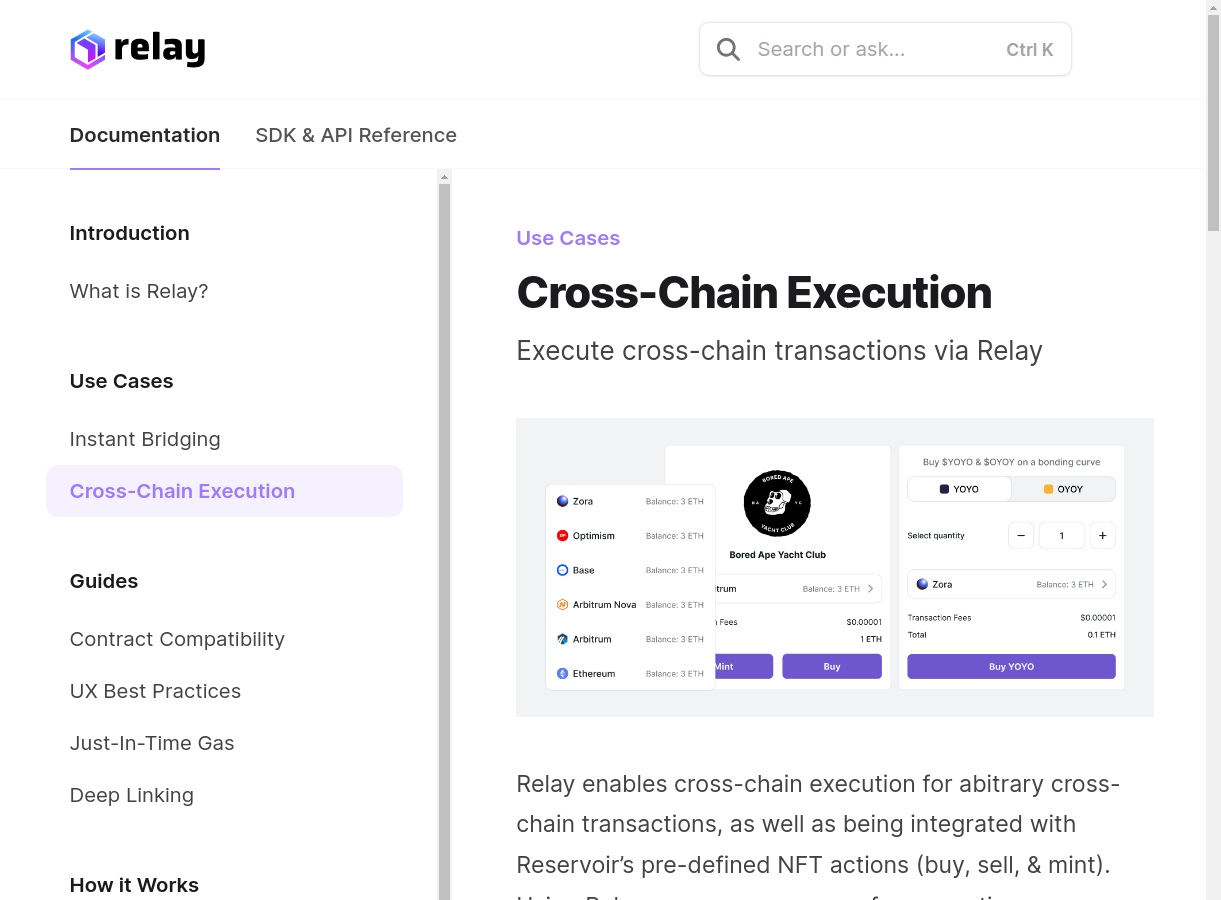 relay
Search or ask...
Ctrl K
Documentation
SDK & API Reference
Introduction
What is Relay?
Use Cases
Instant Bridging
Cross-Chain Execution
Guides
Contract Compatibility
UX Best Practices
Just-In-Time Gas
Deep Linking
How it Works
Use Cases
Cross-Chain Execution
Execute cross-chain transactions via Relay
Zora Balance: 3 ETH
OP Optimism Balance: 3 ETH
Base Balance: 3 ETH
Arbitrum Nova Balance: 3 ETH
Arbitrum Balance: 3 ETH
Ethereum Balance: 3 ETH
BORED APE
BA YC
YACHT CLUB
Bored Ape Yacht Club
trum Balance: 3 ETH
Fees $0.00001
1 ETH
Mint
Buy
Buy $YOYO & $OYOY on a bonding curve
YOYO
OYOY
Select quantity − 1 +
Zora Balance: 3 ETH
Transaction Fees $0.00001
Total 0.1 ETH
Buy YOYO
Relay enables cross-chain execution for abitrary cross-
chain transactions, as well as being integrated with
Reservoir’s pre-defined NFT actions (buy, sell, & mint).